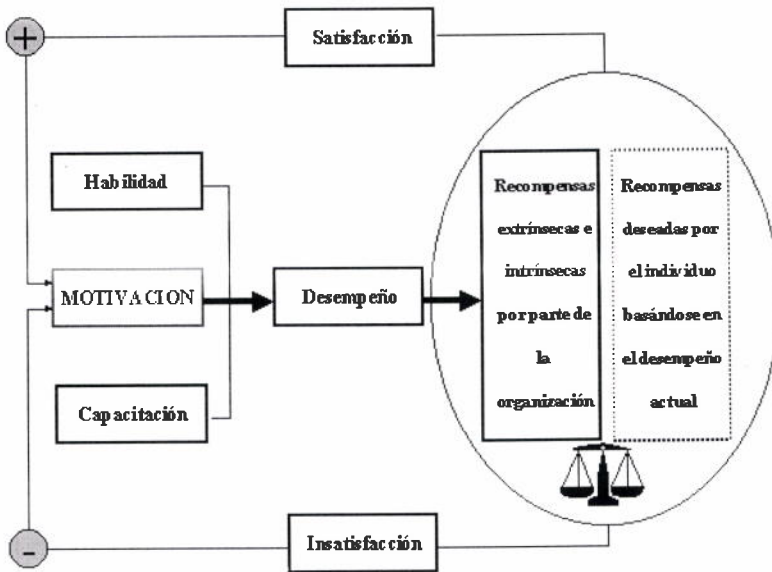 +
Satisfacción
Habilidad
MOTIVACION
Capacitación
Desempeño
Recompensas
extrínsecas e
intrínsecas
por parte de
la
organización
Recompensas
deseadas por
el individuo
basándose en
el desempeño
actual
-
Insatisfacción